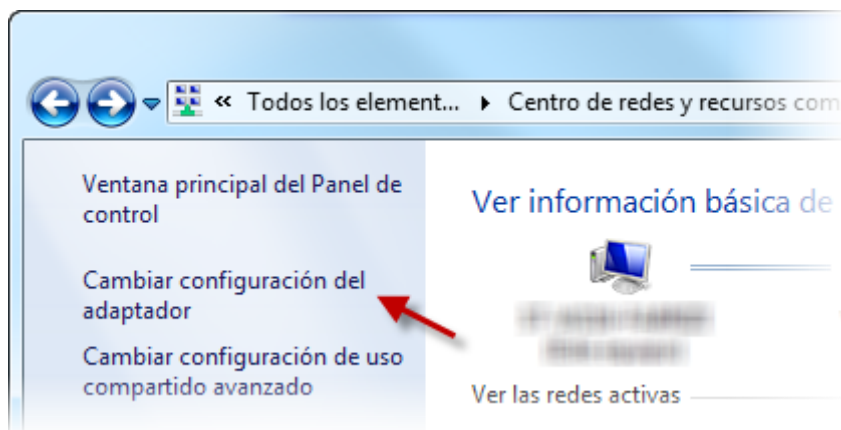 « Todos los element... ▸ Centro de redes y recursos com
Ventana principal del Panel de
control
Cambiar configuración del
adaptador
Cambiar configuración de uso
compartido avanzado
Ver información básica de
Ver las redes activas